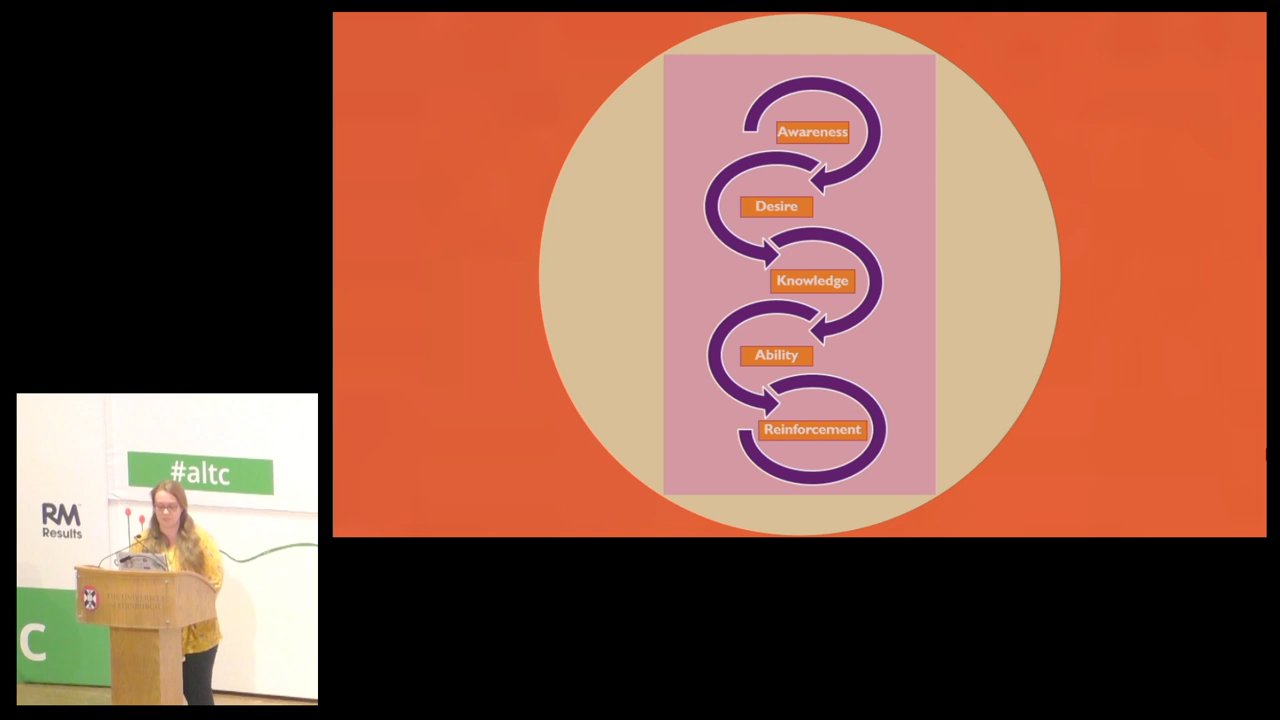 Awareness
Desire
Knowledge
Ability
Reinforcement
#altc
RM
Results
C